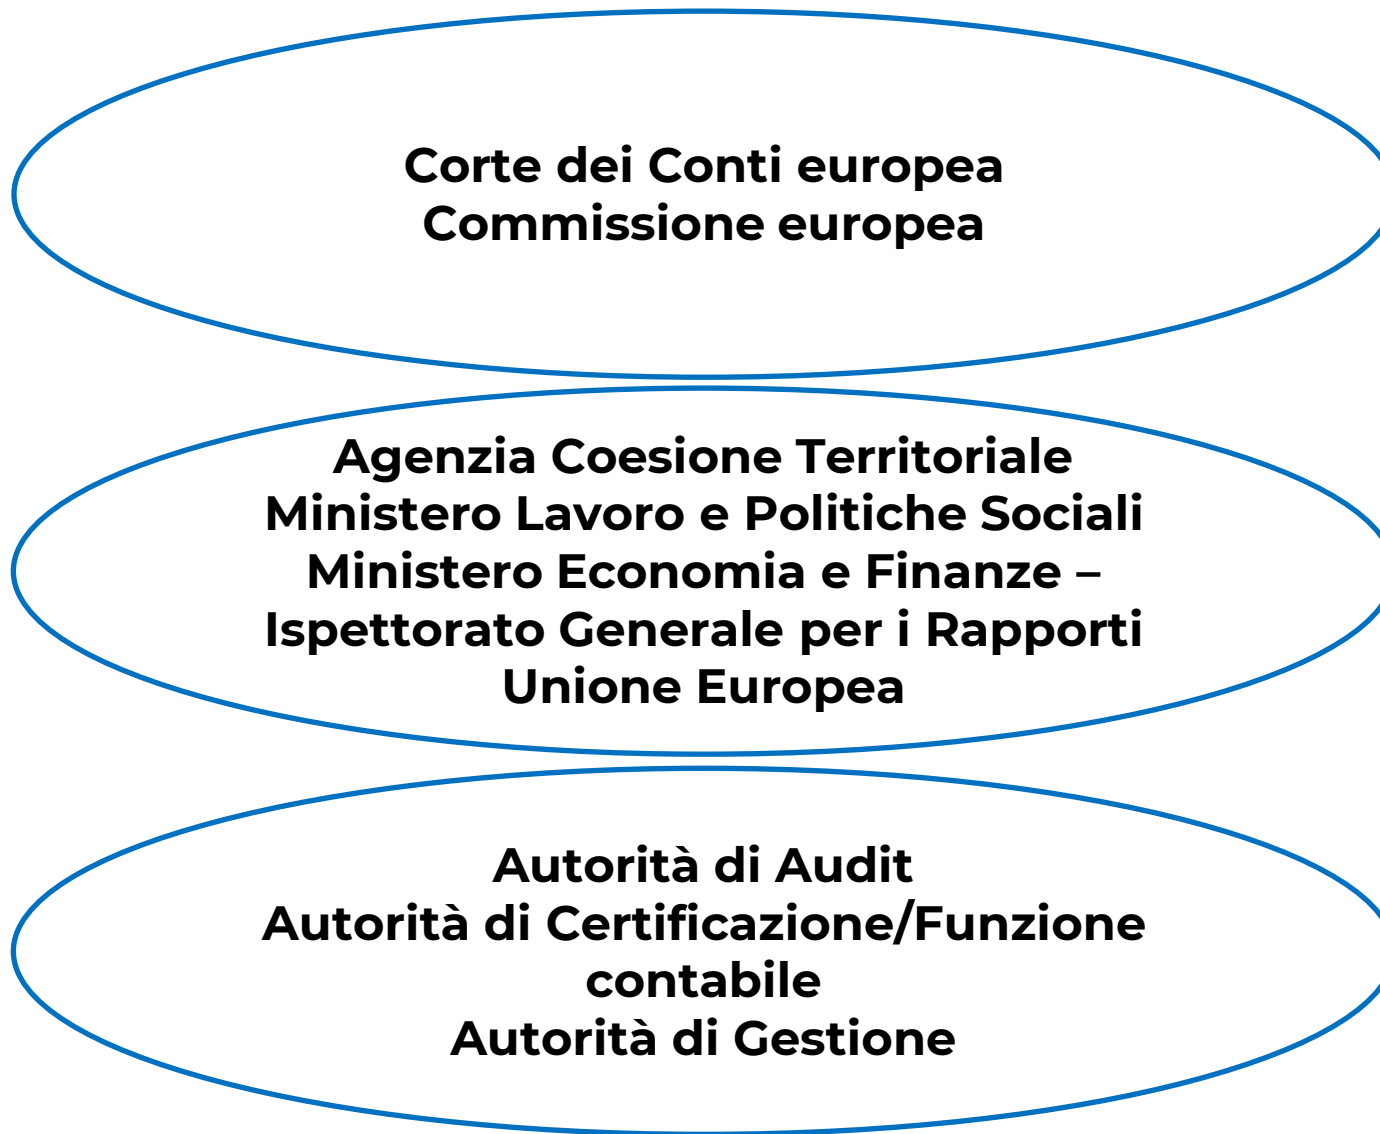 Corte dei Conti europea
Commissione europea
Agenzia Coesione Territoriale
Ministero Lavoro e Politiche Sociali
Ministero Economia e Finanze –
Ispettorato Generale per i Rapporti
Unione Europea
Autorità di Audit
Autorità di Certificazione/Funzione
contabile
Autorità di Gestione